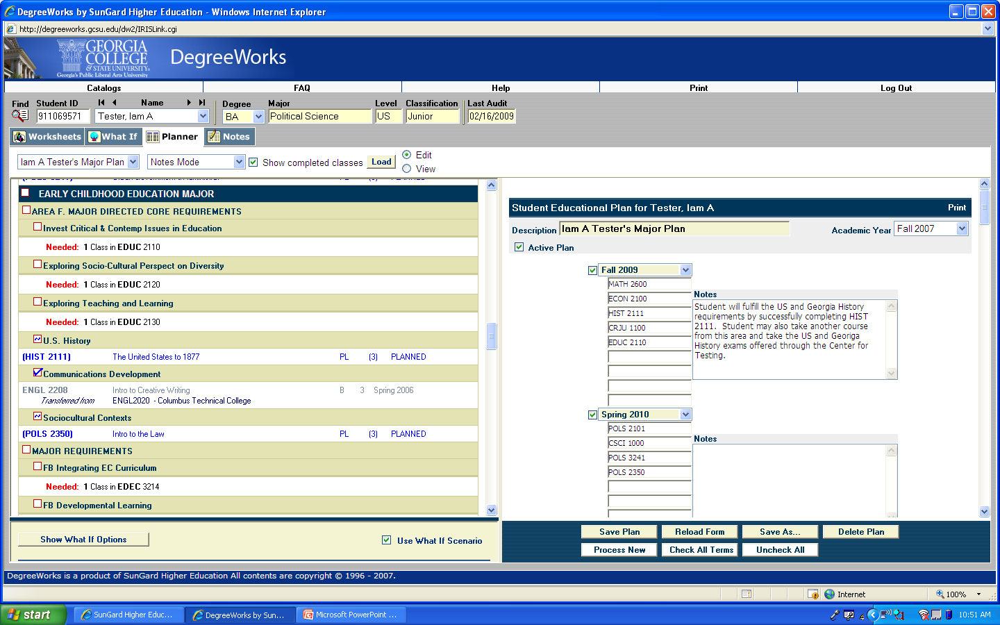 DegreeWorks by SunGard Higher Education - Windows Internet Explorer
http://degreeworks.gcsu.edu/dw2/IRISLink.cgi
GEORGIA
COLLEGE
& STATE UNIVERSITY
Georgia's Public Liberal Arts University
DegreeWorks
Catalogs FAQ Help Print Log Out
Find Student ID Name Degree Major Level Classification Last Audit
911069571 Tester, Iam A BA Political Science US Junior 02/16/2009
Worksheets What If Planner Notes
Iam A Tester's Major Plan Notes Mode Show completed classes Load Edit
View
EARLY CHILDHOOD EDUCATION MAJOR
AREA F. MAJOR DIRECTED CORE REQUIREMENTS
Invest Critical & Contemp Issues in Education
Needed: 1 Class in EDUC 2110
Exploring Socio-Cultural Perspect on Diversity
Needed: 1 Class in EDUC 2120
Exploring Teaching and Learning
Needed: 1 Class in EDUC 2130
U.S. History
(HIST 2111) The United States to 1877 PL (3) PLANNED
Communications Development
ENGL 2208 Intro to Creative Writing B 3 Spring 2006
Transferred from ENGL2020 - Columbus Technical College
Sociocultural Contexts
(POLS 2350) Intro to the Law PL (3) PLANNED
MAJOR REQUIREMENTS
FB Integrating EC Curriculum
Needed: 1 Class in EDEC 3214
FB Developmental Learning
Show What If Options Use What If Scenario
Student Educational Plan for Tester, Iam A Print
Description Iam A Tester's Major Plan Academic Year Fall 2007
Active Plan
Fall 2009
MATH 2600
ECON 2100
HIST 2111
CRJU 1100
EDUC 2110
Notes
Student will fulfill the US and Georgia History
requirements by successfully completing HIST
2111. Student may also take another course
from this area and take the US and Georiga
History exams offered through the Center for
Testing.
Spring 2010
POLS 2101
CSCI 1000
POLS 3241
POLS 2350
Notes
Save Plan Reload Form Save As... Delete Plan
Process New Check All Terms Uncheck All
DegreeWorks is a product of SunGard Higher Education All contents are copyright © 1996 - 2007.
Internet 100%
start SunGard Higher Educ... DegreeWorks by Sun... Microsoft PowerPoint ... 10:51 AM